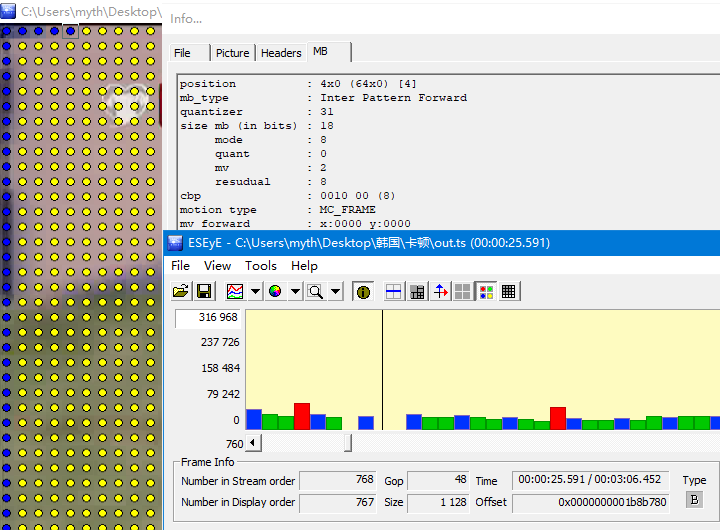 C:\Users\myth\Desktop\
Info...
File Picture Headers MB
position : 4x0 (64x0) [4]
mb_type : Inter Pattern Forward
quantizer : 31
size mb (in bits) : 18
mode : 8
quant : 0
mv : 2
resudual : 8
cbp : 0010 00 (8)
motion type : MC_FRAME
mv forward : x:0000 y:0000
ESEyE - C:\Users\myth\Desktop\韩国\卡顿\out.ts (00:00:25.591)
File View Tools Help
316 968
237 726
158 484
79 242
0
760
Frame Info
Number in Stream order 768 Gop 48 Time 00:00:25.591 / 00:03:06.452 Type
Number in Display order 767 Size 1 128 Offset 0x0000000001b8b780 B